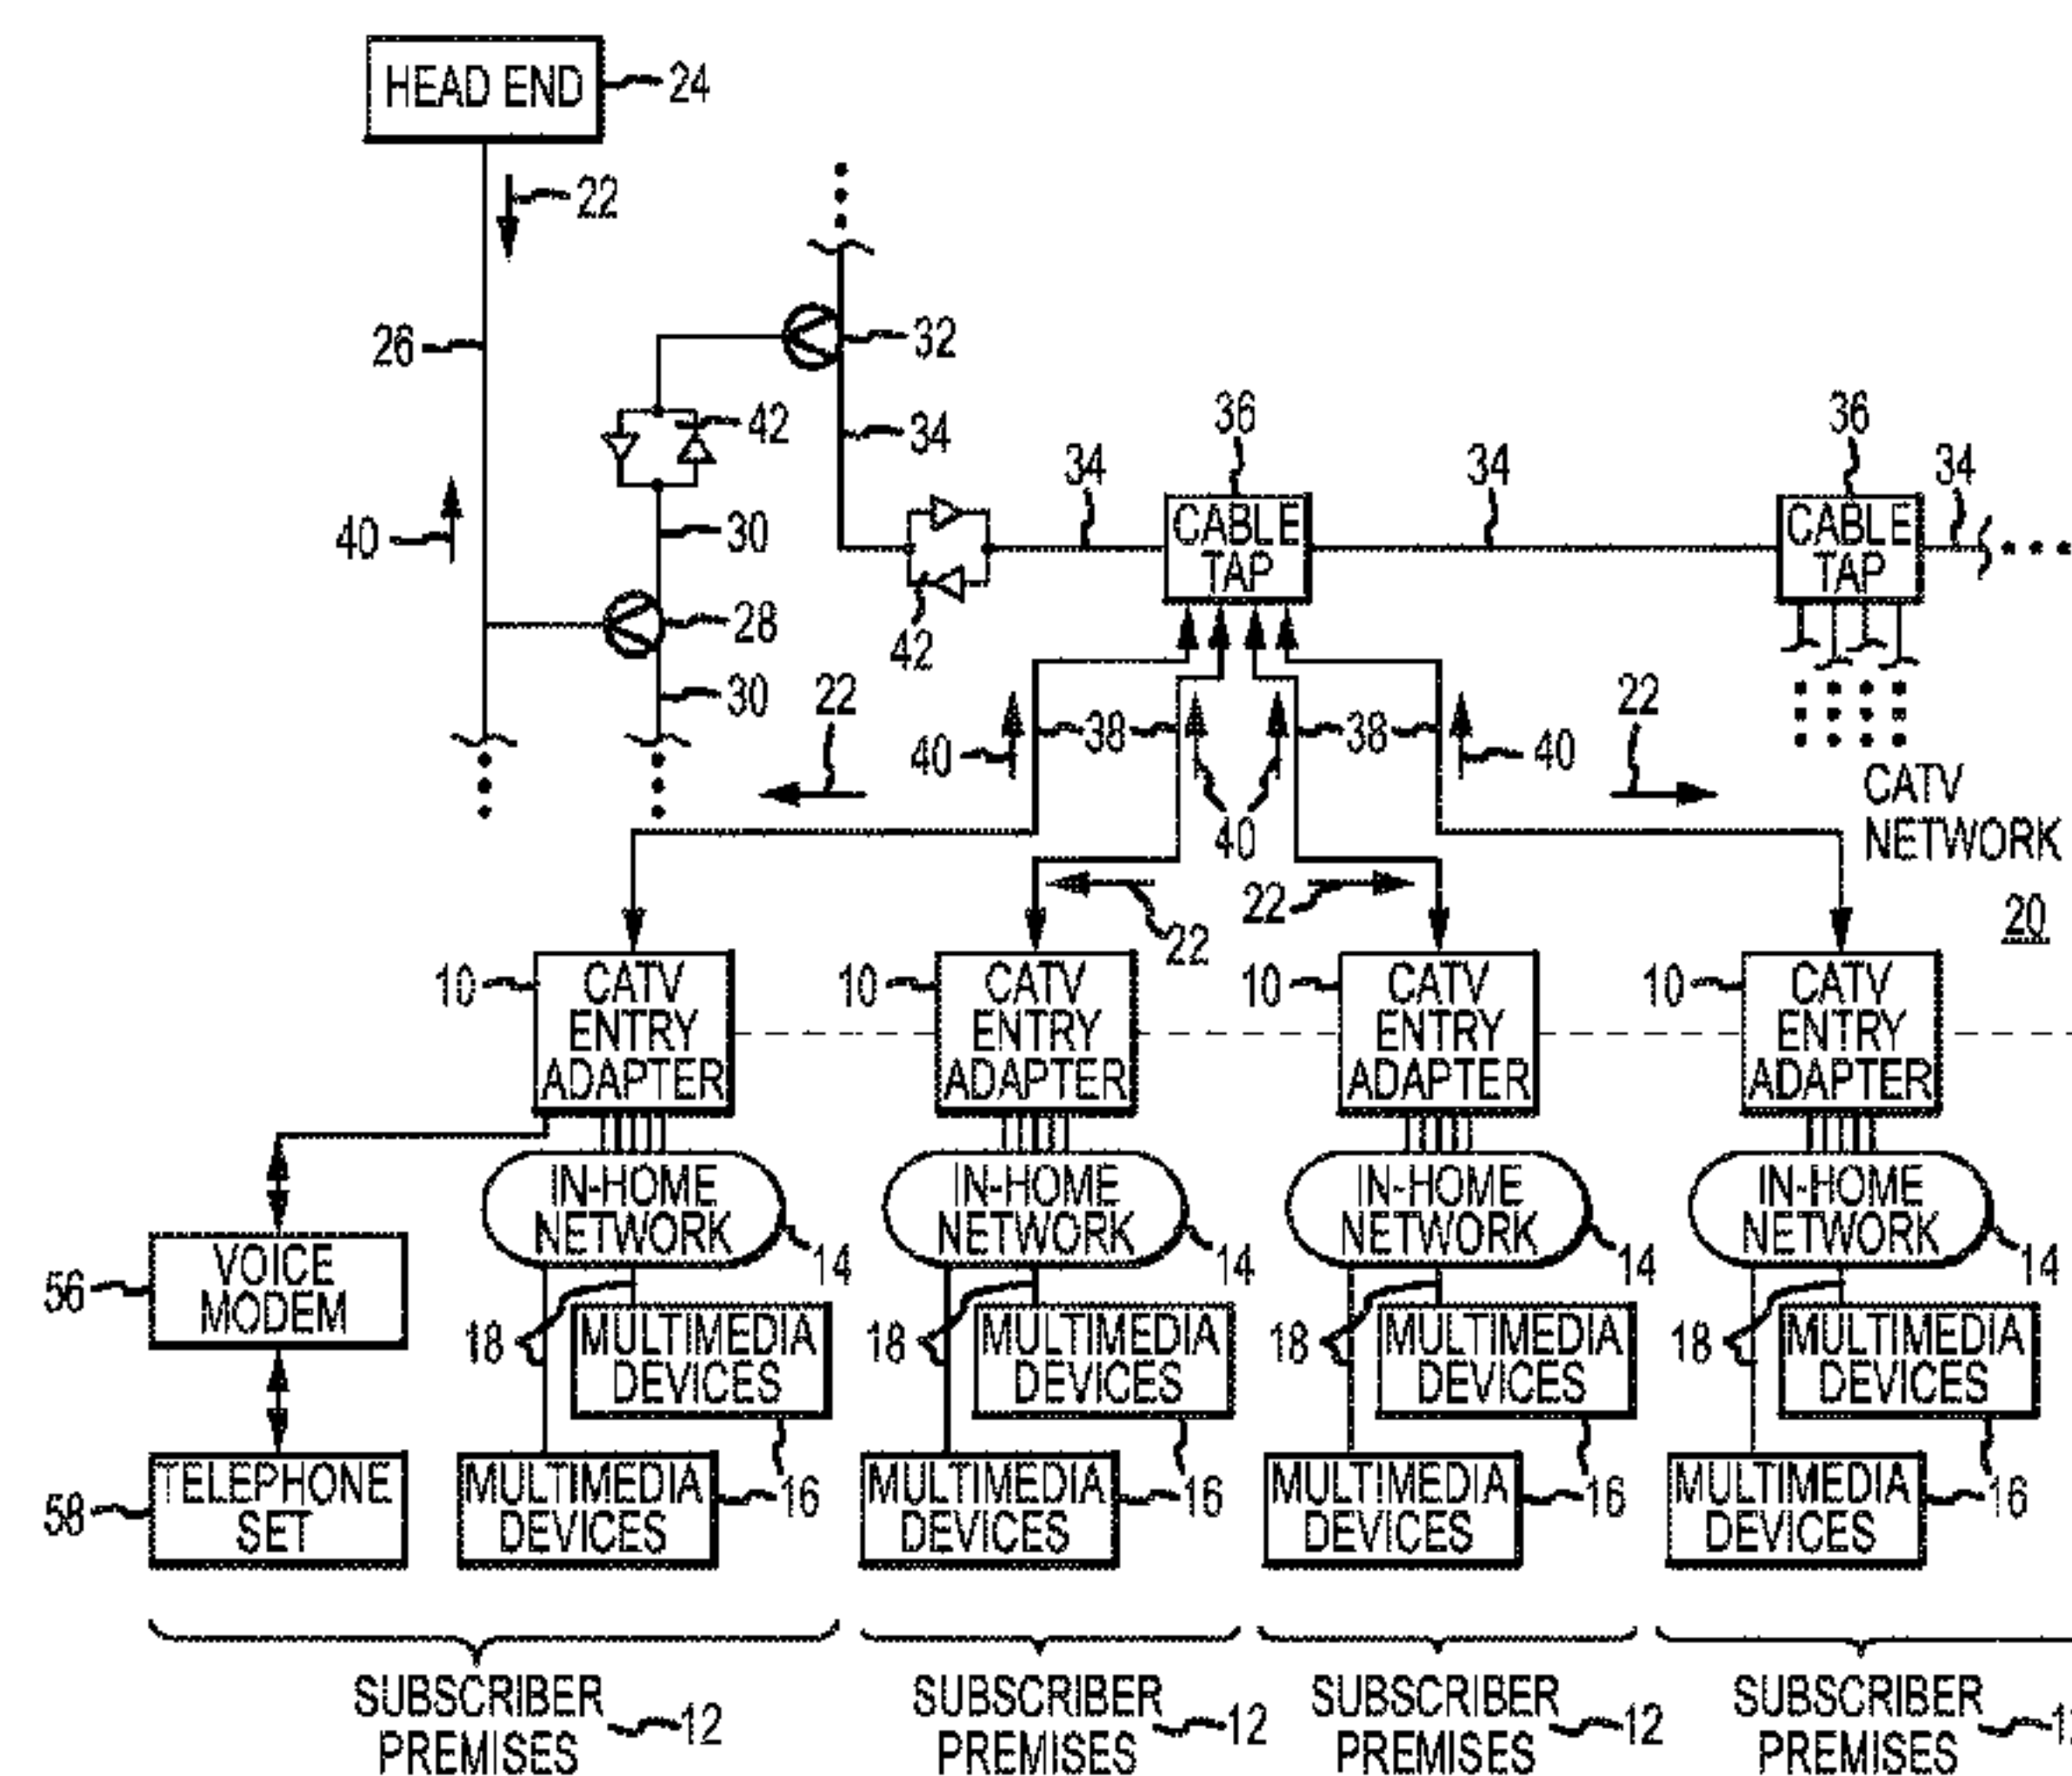 HEAD END
24
22
26
32
42
34
36
36
34
34
34
40
30
CABLE
TAP
CABLE
TAP
28
42
30
22
40
38
40
38
40
22
CATV
NETWORK
20
22
22
10
CATV
ENTRY
ADAPTER
10
CATV
ENTRY
ADAPTER
10
CATV
ENTRY
ADAPTER
10
CATV
ENTRY
ADAPTER
IN-HOME
NETWORK
14
IN-HOME
NETWORK
14
IN-HOME
NETWORK
14
IN-HOME
NETWORK
14
56
VOICE
MODEM
18
MULTIMEDIA
DEVICES
16
18
MULTIMEDIA
DEVICES
16
18
MULTIMEDIA
DEVICES
16
18
MULTIMEDIA
DEVICES
16
58
TELEPHONE
SET
MULTIMEDIA
DEVICES
MULTIMEDIA
DEVICES
MULTIMEDIA
DEVICES
MULTIMEDIA
DEVICES
SUBSCRIBER
PREMISES
12
SUBSCRIBER
PREMISES
12
SUBSCRIBER
PREMISES
12
SUBSCRIBER
PREMISES